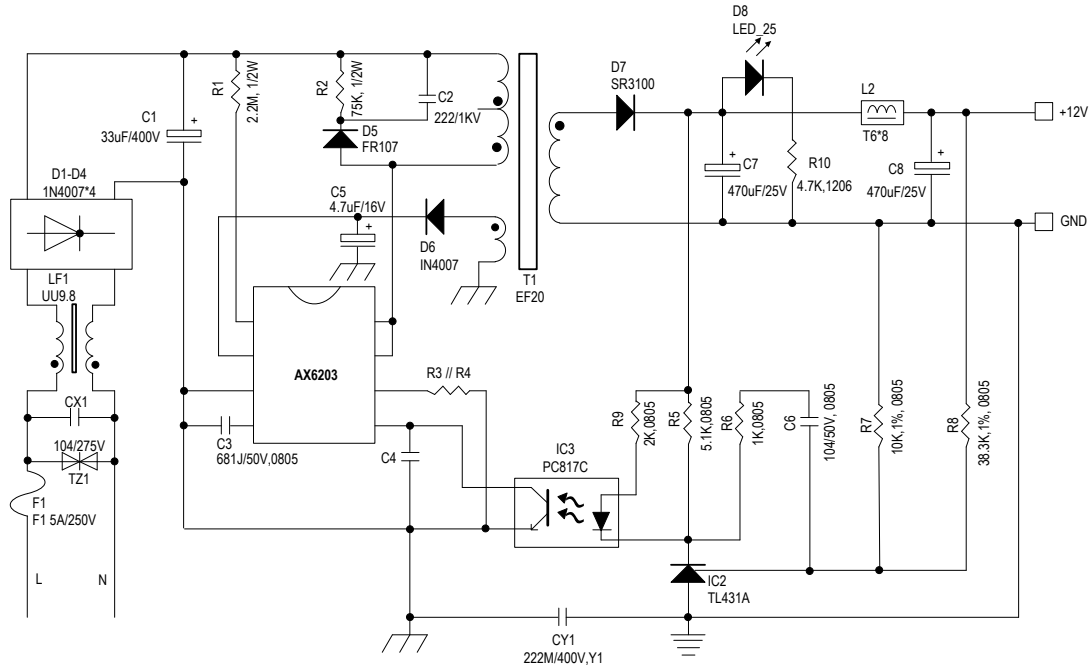 D8
LED_25
D7
SR3100
L2
T6*8
+12V
C1
33uF/400V
R1
2.2M, 1/2W
R2
75K, 1/2W
C2
222/1KV
D5
FR107
C7
470uF/25V
R10
4.7K,1206
C8
470uF/25V
D1-D4
1N4007*4
C5
4.7uF/16V
D6
IN4007
GND
T1
EF20
LF1
UU9.8
AX6203
R3 // R4
CX1
104/275V
TZ1
C3
681J/50V,0805
C4
R9
2K,0805
R5
5.1K,0805
R6
1K,0805
C6
104/50V, 0805
R7
10K,1%, 0805
R8
38.3K,1%, 0805
IC3
PC817C
F1
F1 5A/250V
L
N
IC2
TL431A
CY1
222M/400V,Y1